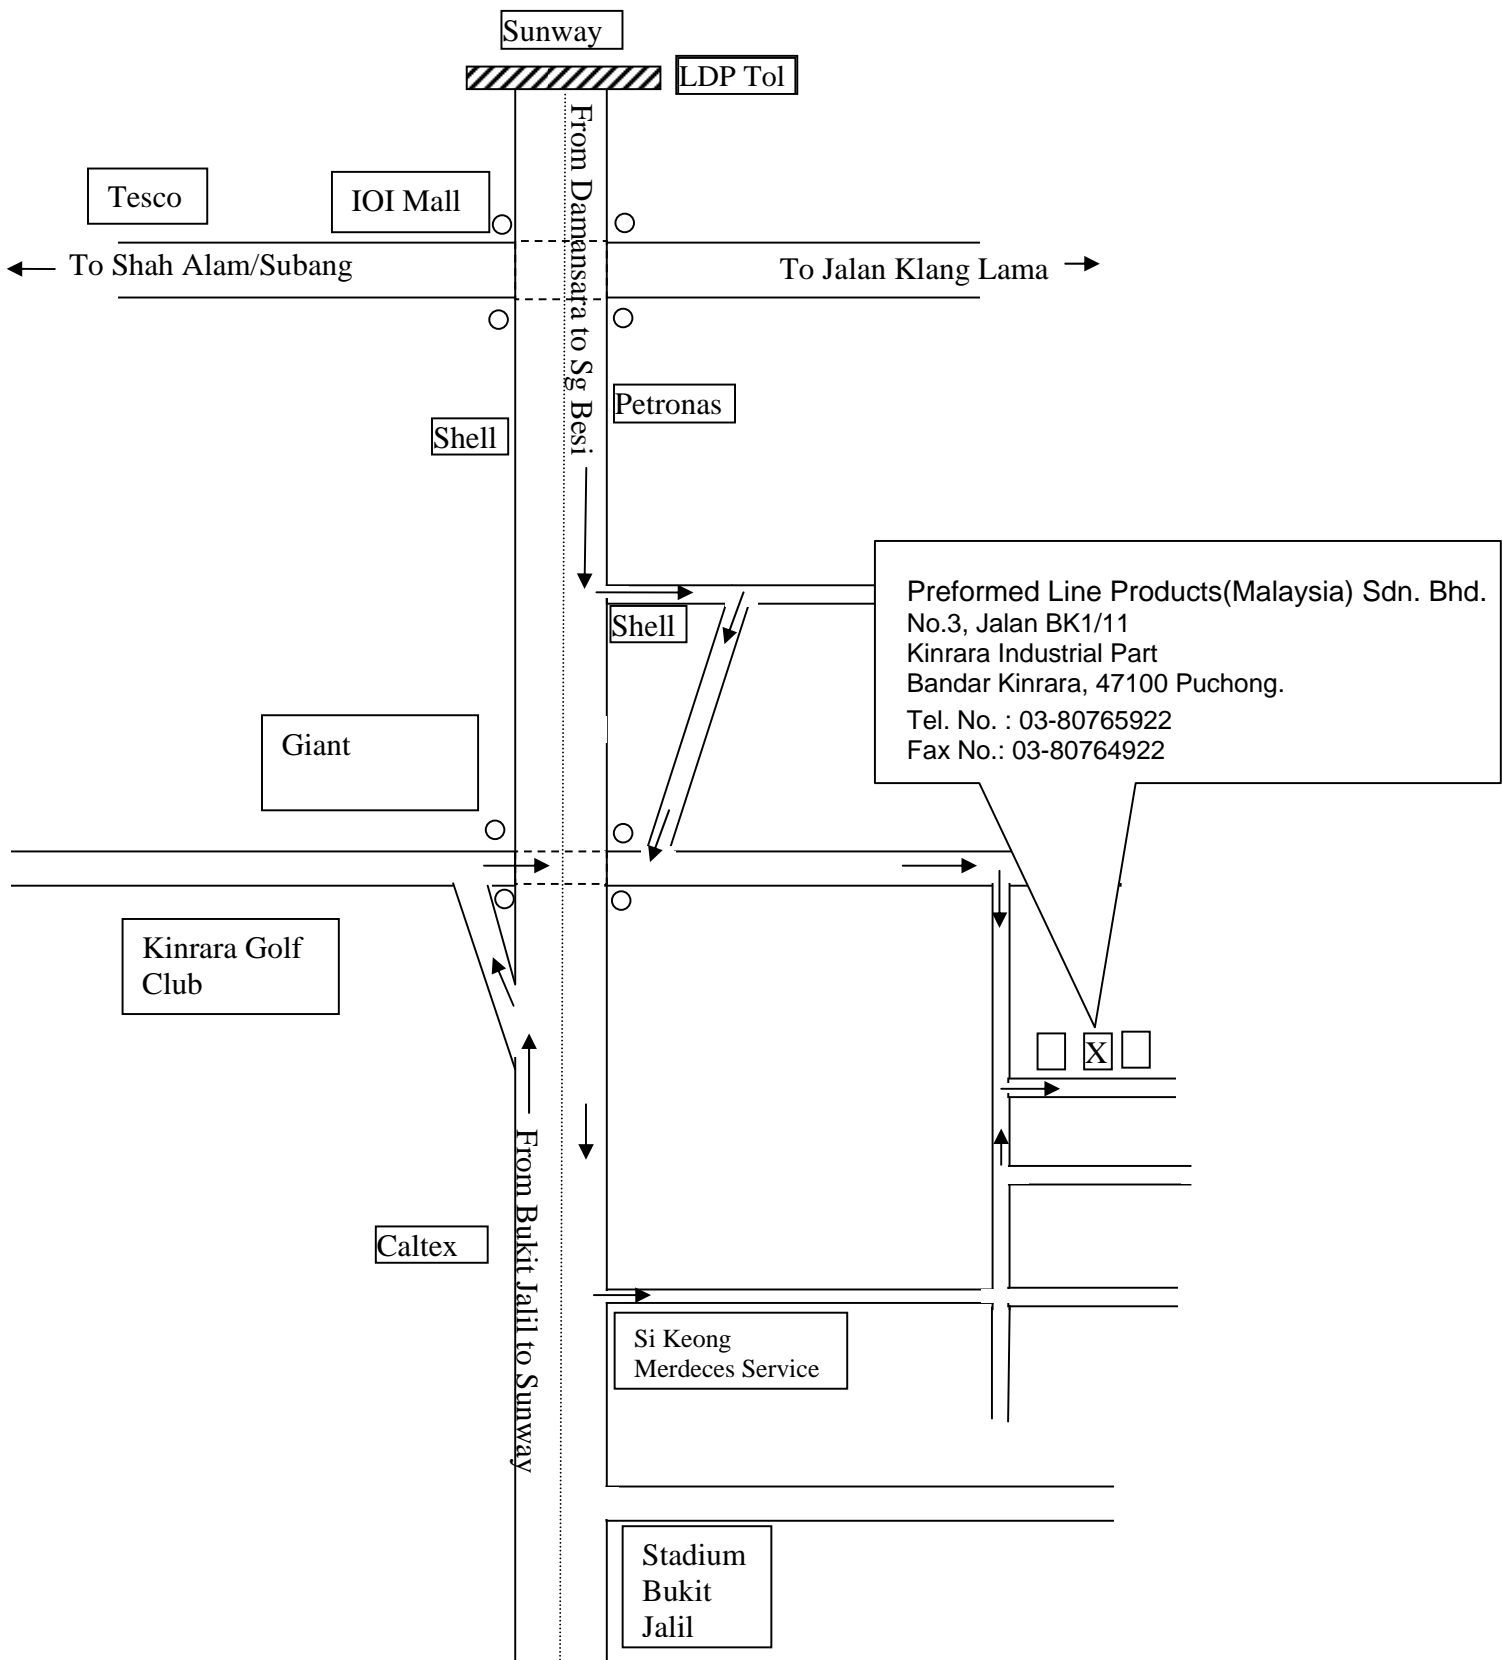 Sunway
LDP Tol
From Damansara to Sg Besi
Tesco
IOI Mall
To Shah Alam/Subang
To Jalan Klang Lama
Petronas
Shell
Preformed Line Products(Malaysia) Sdn. Bhd.
No.3, Jalan BK1/11
Kinrara Industrial Part
Bandar Kinrara, 47100 Puchong.
Tel. No. : 03-80765922
Fax No.: 03-80764922
Shell
Giant
Kinrara Golf
Club
X
From Bukit Jalil to Sunway
Caltex
Si Keong
Merdeces Service
Stadium
Bukit
Jalil